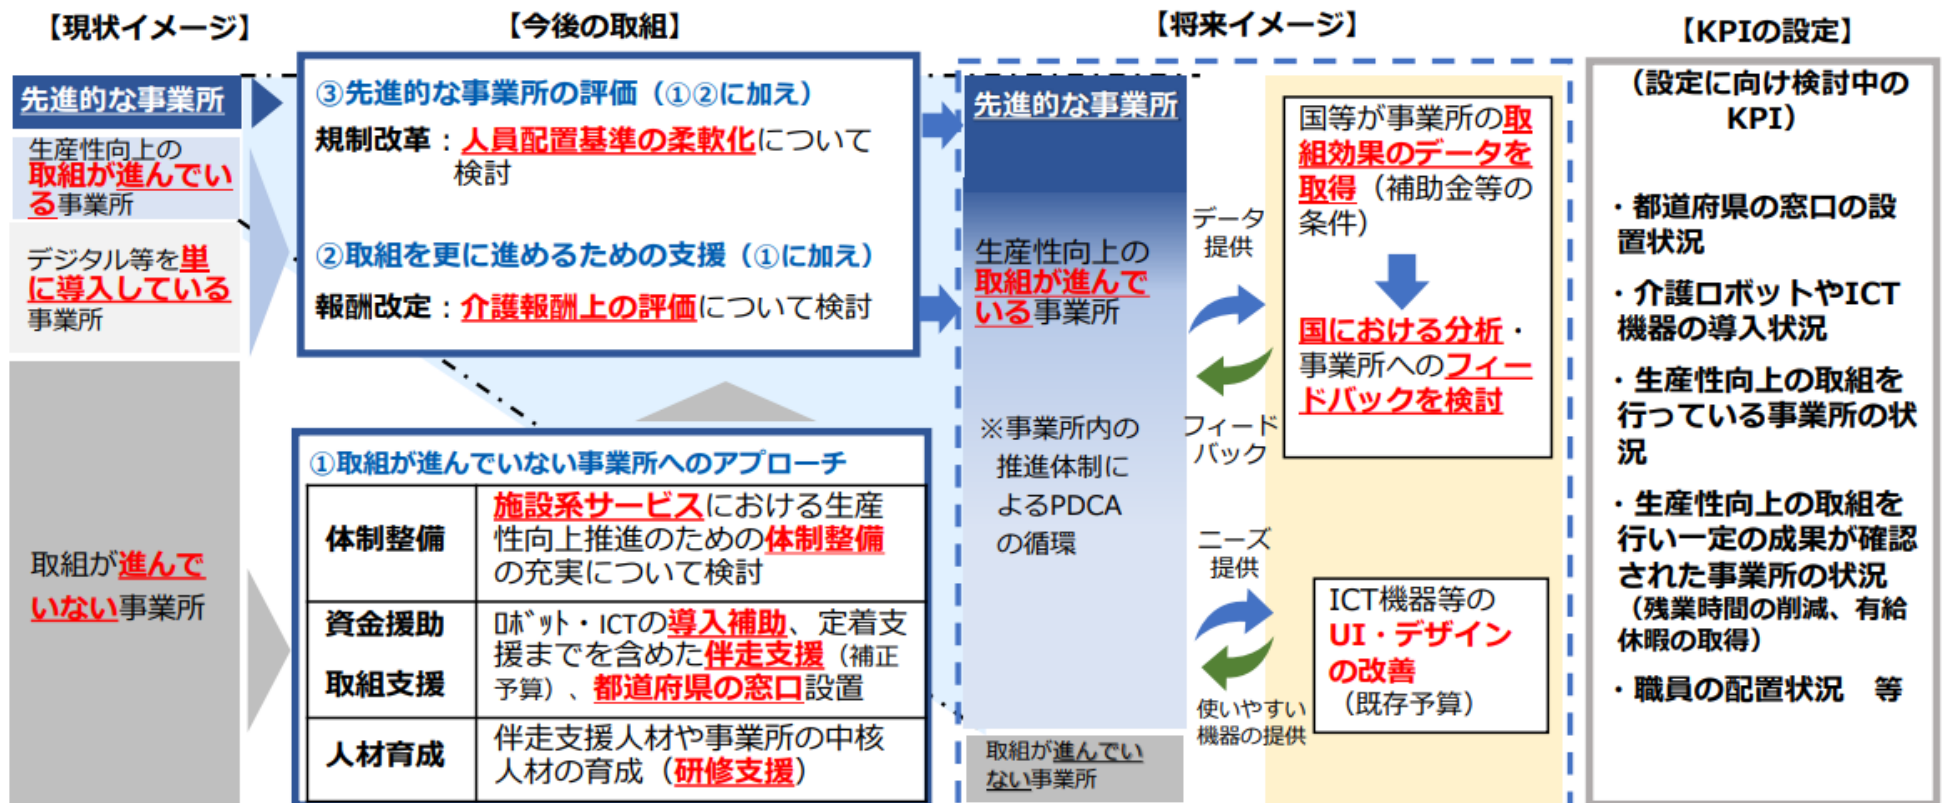 【現状イメージ】
【今後の取組】
【将来イメージ】
【KPIの設定】
先進的な事業所
生産性向上の
取組が進んでい
る事業所
デジタル等を単
に導入している
事業所
取組が進んで
いない事業所
③先進的な事業所の評価（①②に加え）
規制改革：人員配置基準の柔軟化について
検討
②取組を更に進めるための支援（①に加え）
報酬改定：介護報酬上の評価について検討
①取組が進んでいない事業所へのアプローチ
体制整備
施設系サービスにおける生産
性向上推進のための体制整備
の充実について検討
資金援助
取組支援
ﾛﾎﾞｯﾄ・ICTの導入補助、定着支
援までを含めた伴走支援（補正
予算）、都道府県の窓口設置
人材育成
伴走支援人材や事業所の中核
人材の育成（研修支援）
先進的な事業所
生産性向上の
取組が進んで
いる事業所
※事業所内の
推進体制に
よるPDCA
の循環
取組が進んでい
ない事業所
データ
提供
フィード
バック
ニーズ
提供
使いやすい
機器の提供
国等が事業所の取
組効果のデータを
取得（補助金等の
条件）
国における分析・
事業所へのフィー
ドバックを検討
ICT機器等の
UI・デザイン
の改善
（既存予算）
（設定に向け検討中の
KPI）
・都道府県の窓口の設
置状況
・介護ロボットやICT
機器の導入状況
・生産性向上の取組を
行っている事業所の状
況
・生産性向上の取組を
行い一定の成果が確認
された事業所の状況
（残業時間の削減、有給
休暇の取得）
・職員の配置状況　等